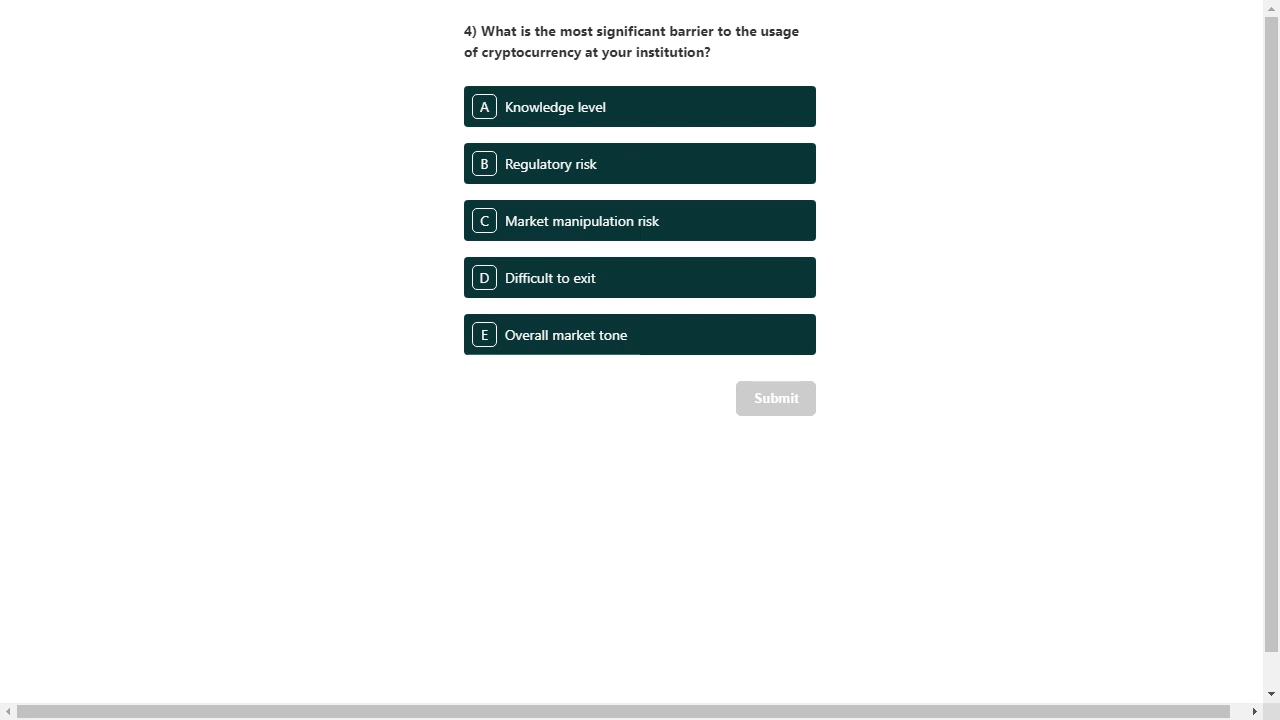 4) What is the most significant barrier to the usage
of cryptocurrency at your institution?
A Knowledge level
B Regulatory risk
C Market manipulation risk
D Difficult to exit
E Overall market tone
Submit